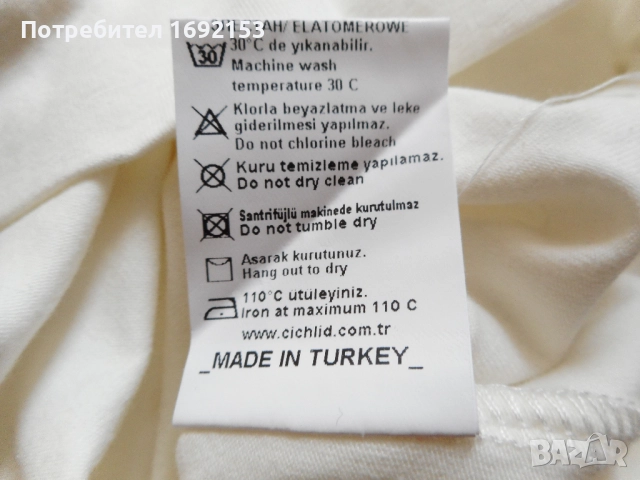 Потребител 1692153
ELATOMEROWE
30°C de yıkanabilir.
30
Machine wash
temperature 30 C
Klorla beyazlatma ve leke
giderilmesi yapılmaz.
Do not chlorine bleach
Kuru temizleme yapılamaz.
Do not dry clean
Santrifüjlü makinede kurutulmaz
Do not tumble dry
Asarak kurutunuz.
Hang out to dry
110°C utuleyiniz.
Iron at maximum 110 C
www.cichlid.com.tr
_MADE IN TURKEY_
BAZAR